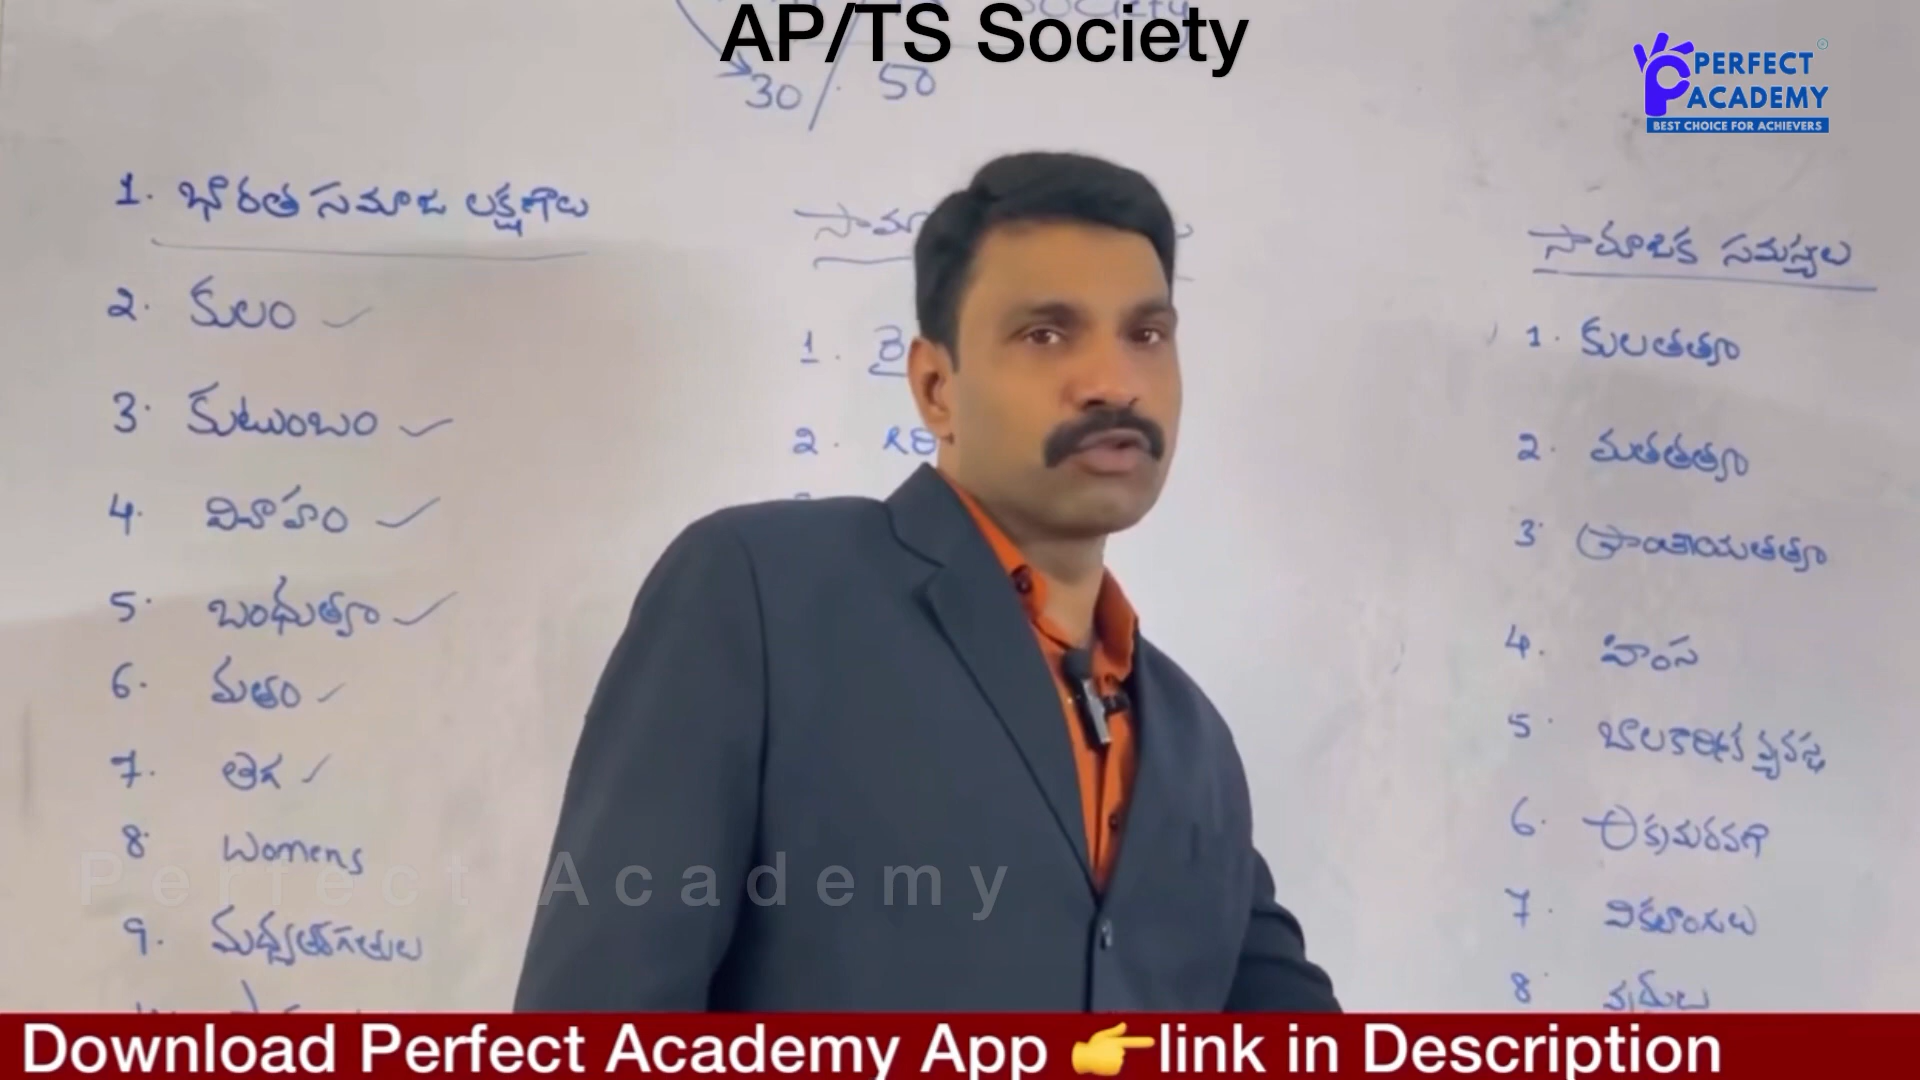 AP/TS Society
30/. 50
PERFECT
ACADEMY
BEST CHOICE FOR ACHIEVERS
1. భారత సమాజ లక్షణాలు
2. కులం
3. కుటుంబం
4. వివాహం
5. బంధుత్వం
6. మతం
7. తెగ
8. Womens
9. మధ్యతరగతుల
సామా
1.
2.
సామాజిక సమస్యల
1. కులతత్వం
2. మతతత్వం
3 ప్రాంతీయతత్వం
4. హింస
5. బాలకార్మిక వ్యవస్థ
6. అక్రమరవాణా
7. వికలాంగులు
8 వృద్ధులు
Perfect Academy
Download Perfect Academy App 👉link in Description